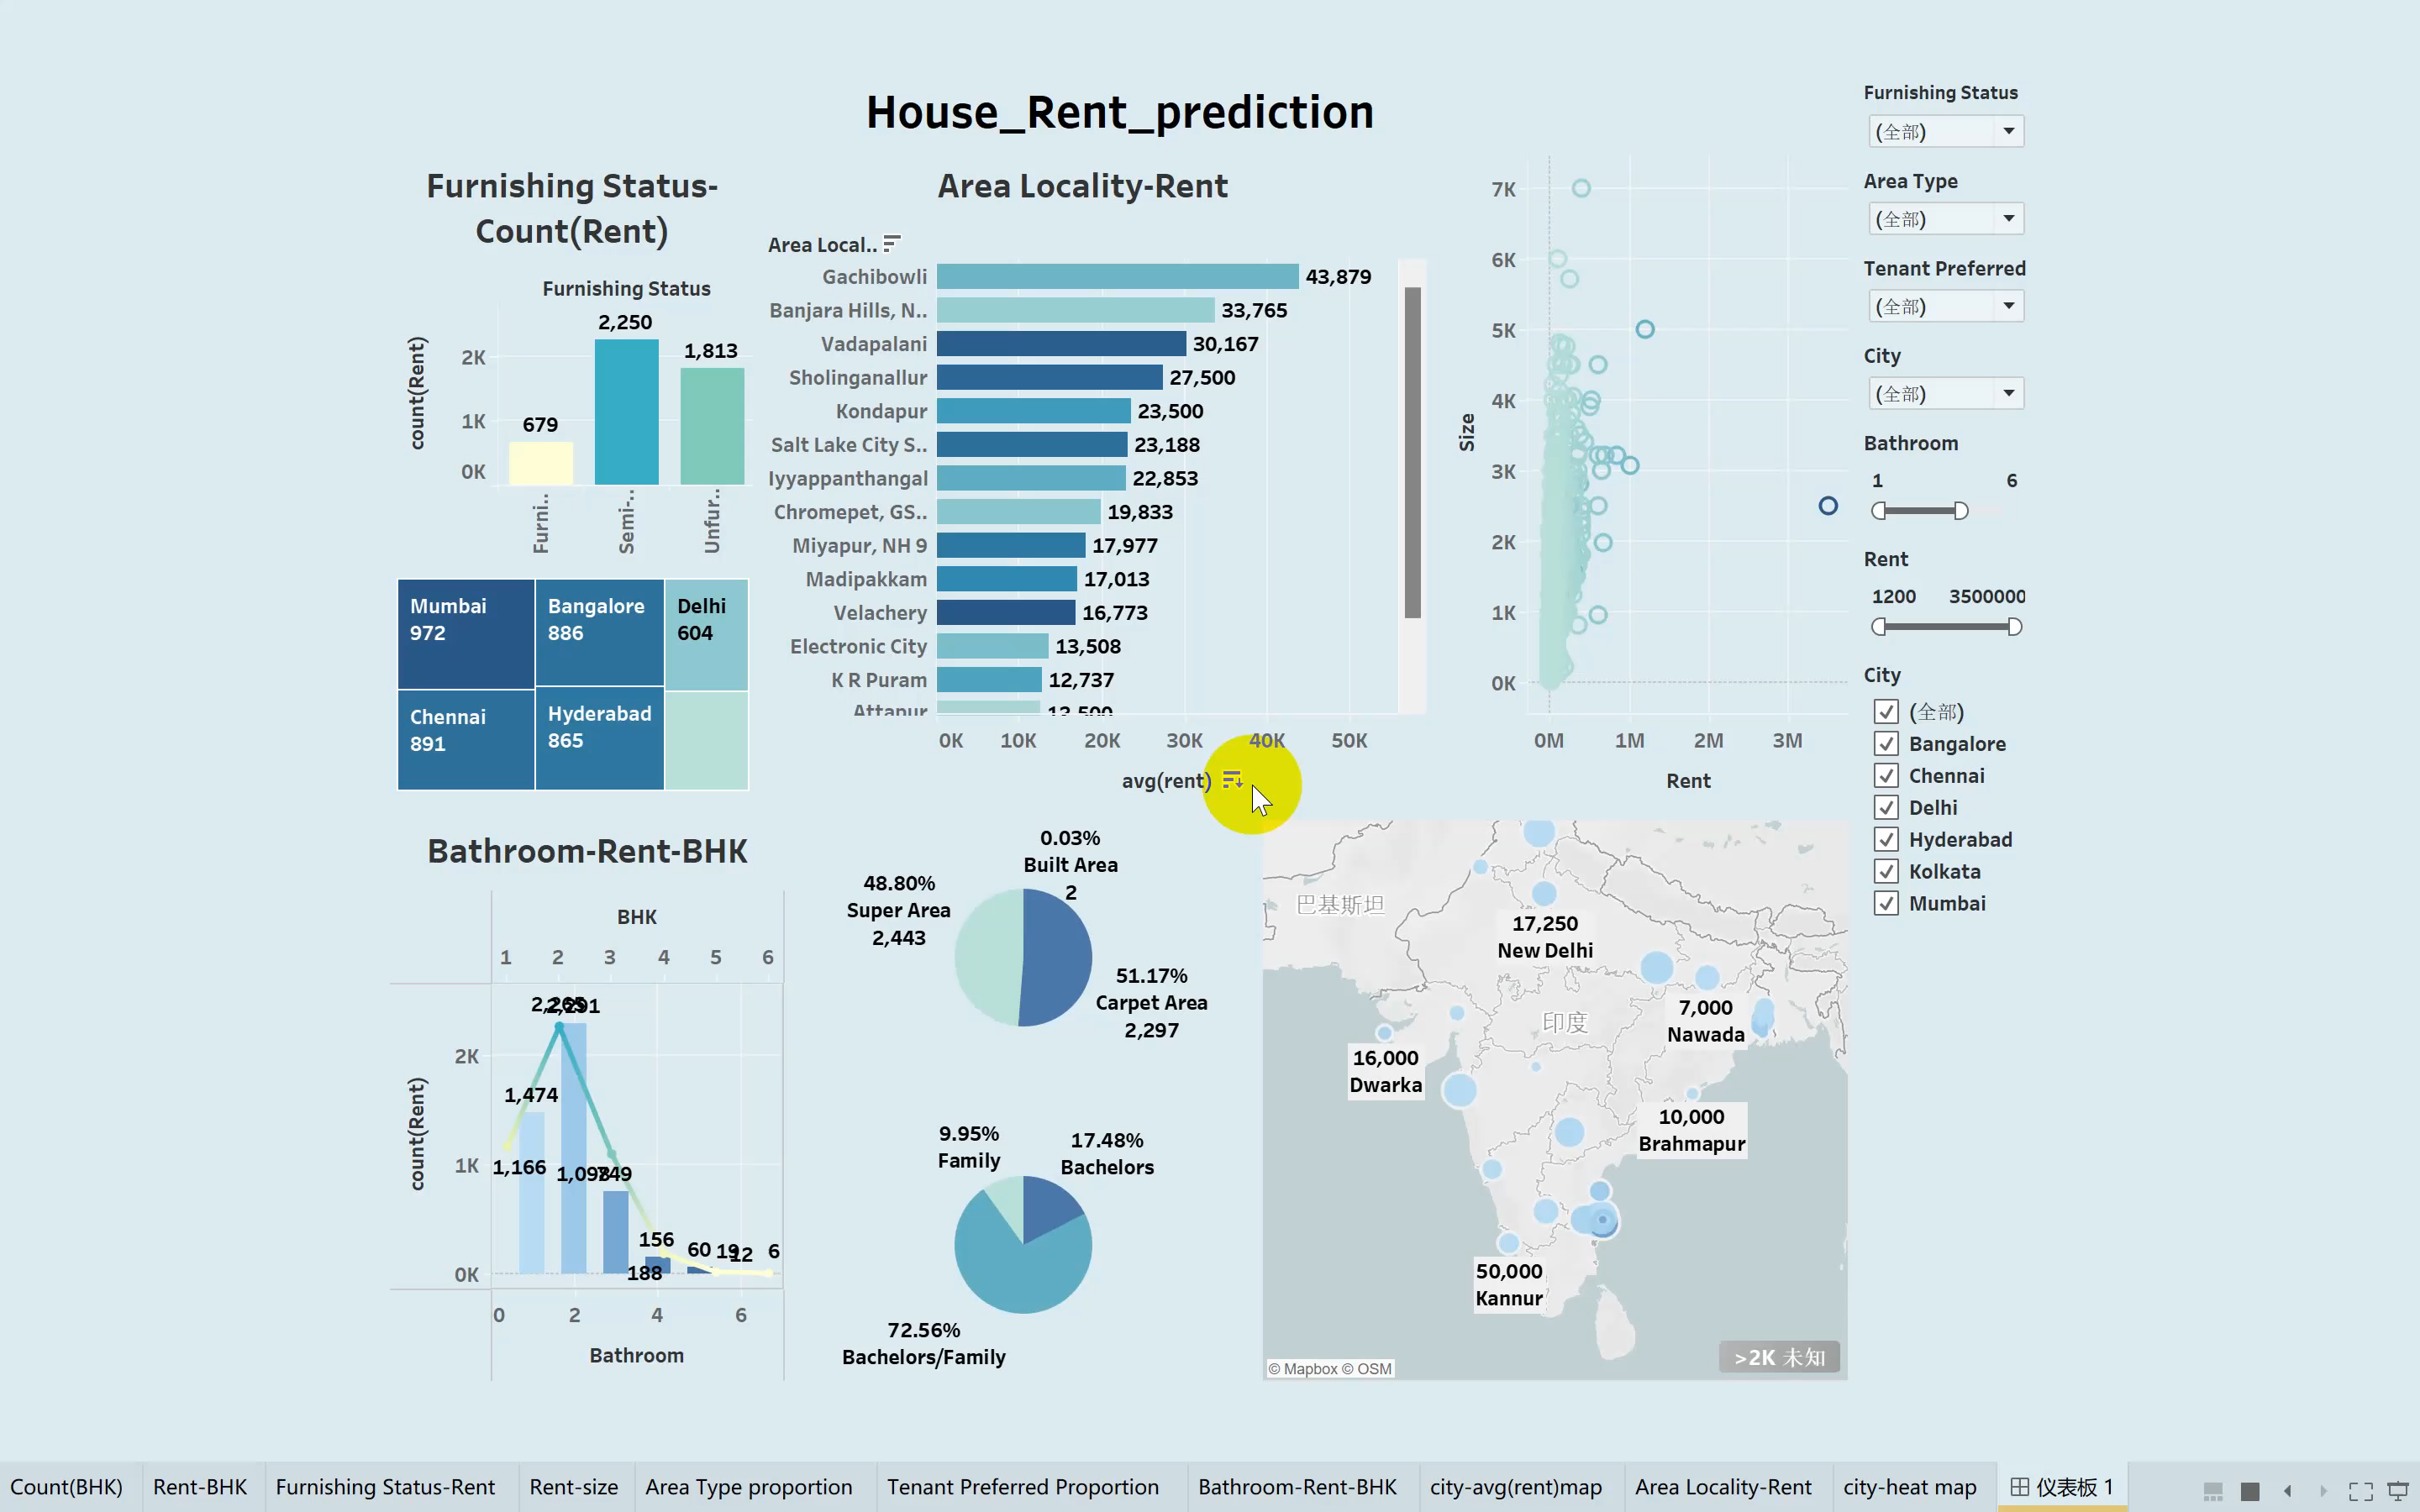 House_Rent_prediction
Furnishing Status-
Count(Rent)
Furnishing Status
count(Rent)
2K
1K
0K
679
2,250
1,813
Furni..
Semi-..
Unfur..
Mumbai
972
Bangalore
886
Delhi
604
Chennai
891
Hyderabad
865
Area Locality-Rent
Area Local..
Gachibowli 43,879
Banjara Hills, N.. 33,765
Vadapalani 30,167
Sholinganallur 27,500
Kondapur 23,500
Salt Lake City S.. 23,188
Iyyappanthangal 22,853
Chromepet, GS.. 19,833
Miyapur, NH 9 17,977
Madipakkam 17,013
Velachery 16,773
Electronic City 13,508
K R Puram 12,737
Attapur 12,500
0K 10K 20K 30K 40K 50K
avg(rent)
Size
7K
6K
5K
4K
3K
2K
1K
0K
0M 1M 2M 3M
Rent
Furnishing Status
(全部)
Area Type
(全部)
Tenant Preferred
(全部)
City
(全部)
Bathroom
1 6
Rent
1200 3500000
City
(全部)
Bangalore
Chennai
Delhi
Hyderabad
Kolkata
Mumbai
Bathroom-Rent-BHK
BHK
1 2 3 4 5 6
count(Rent)
2K
1K
0K
2,291
1,474
1,166
749
156
188
60
12
6
0 2 4 6
Bathroom
0.03%
Built Area
2
48.80%
Super Area
2,443
51.17%
Carpet Area
2,297
9.95%
Family
17.48%
Bachelors
72.56%
Bachelors/Family
巴基斯坦
印度
17,250
New Delhi
7,000
Nawada
16,000
Dwarka
10,000
Brahmapur
50,000
Kannur
>2K 未知
© Mapbox © OSM
Count(BHK)
Rent-BHK
Furnishing Status-Rent
Rent-size
Area Type proportion
Tenant Preferred Proportion
Bathroom-Rent-BHK
city-avg(rent)map
Area Locality-Rent
city-heat map
仪表板 1